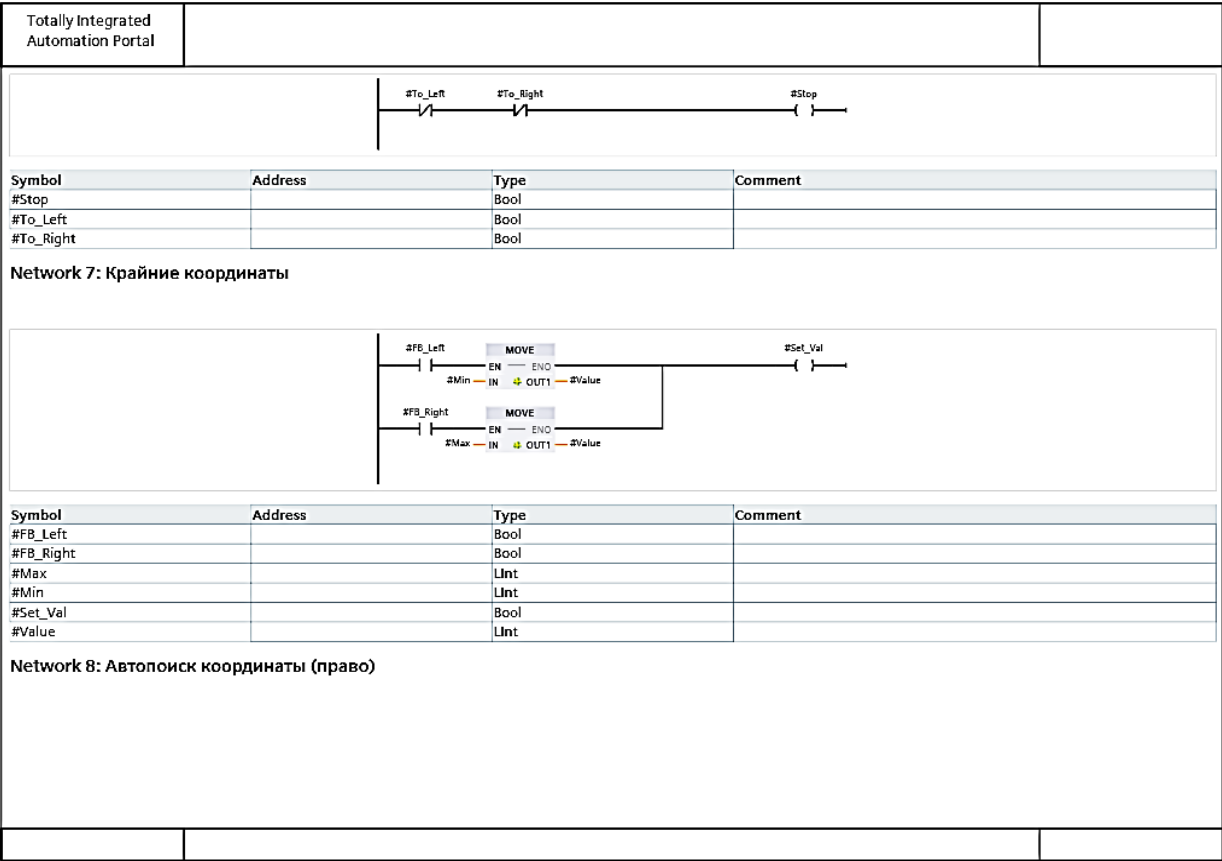 Totally Integrated
Automation Portal
#To_Left #To_Right #Stop
Symbol Address Type Comment
#Stop Bool
#To_Left Bool
#To_Right Bool
Network 7: Крайние координаты
#FB_Left MOVE #Set_Val
EN ENO
#Min IN OUT1 #Value
#FB_Right MOVE
EN ENO
#Max IN OUT1 #Value
Symbol Address Type Comment
#FB_Left Bool
#FB_Right Bool
#Max LInt
#Min LInt
#Set_Val Bool
#Value LInt
Network 8: Автопоиск координаты (право)